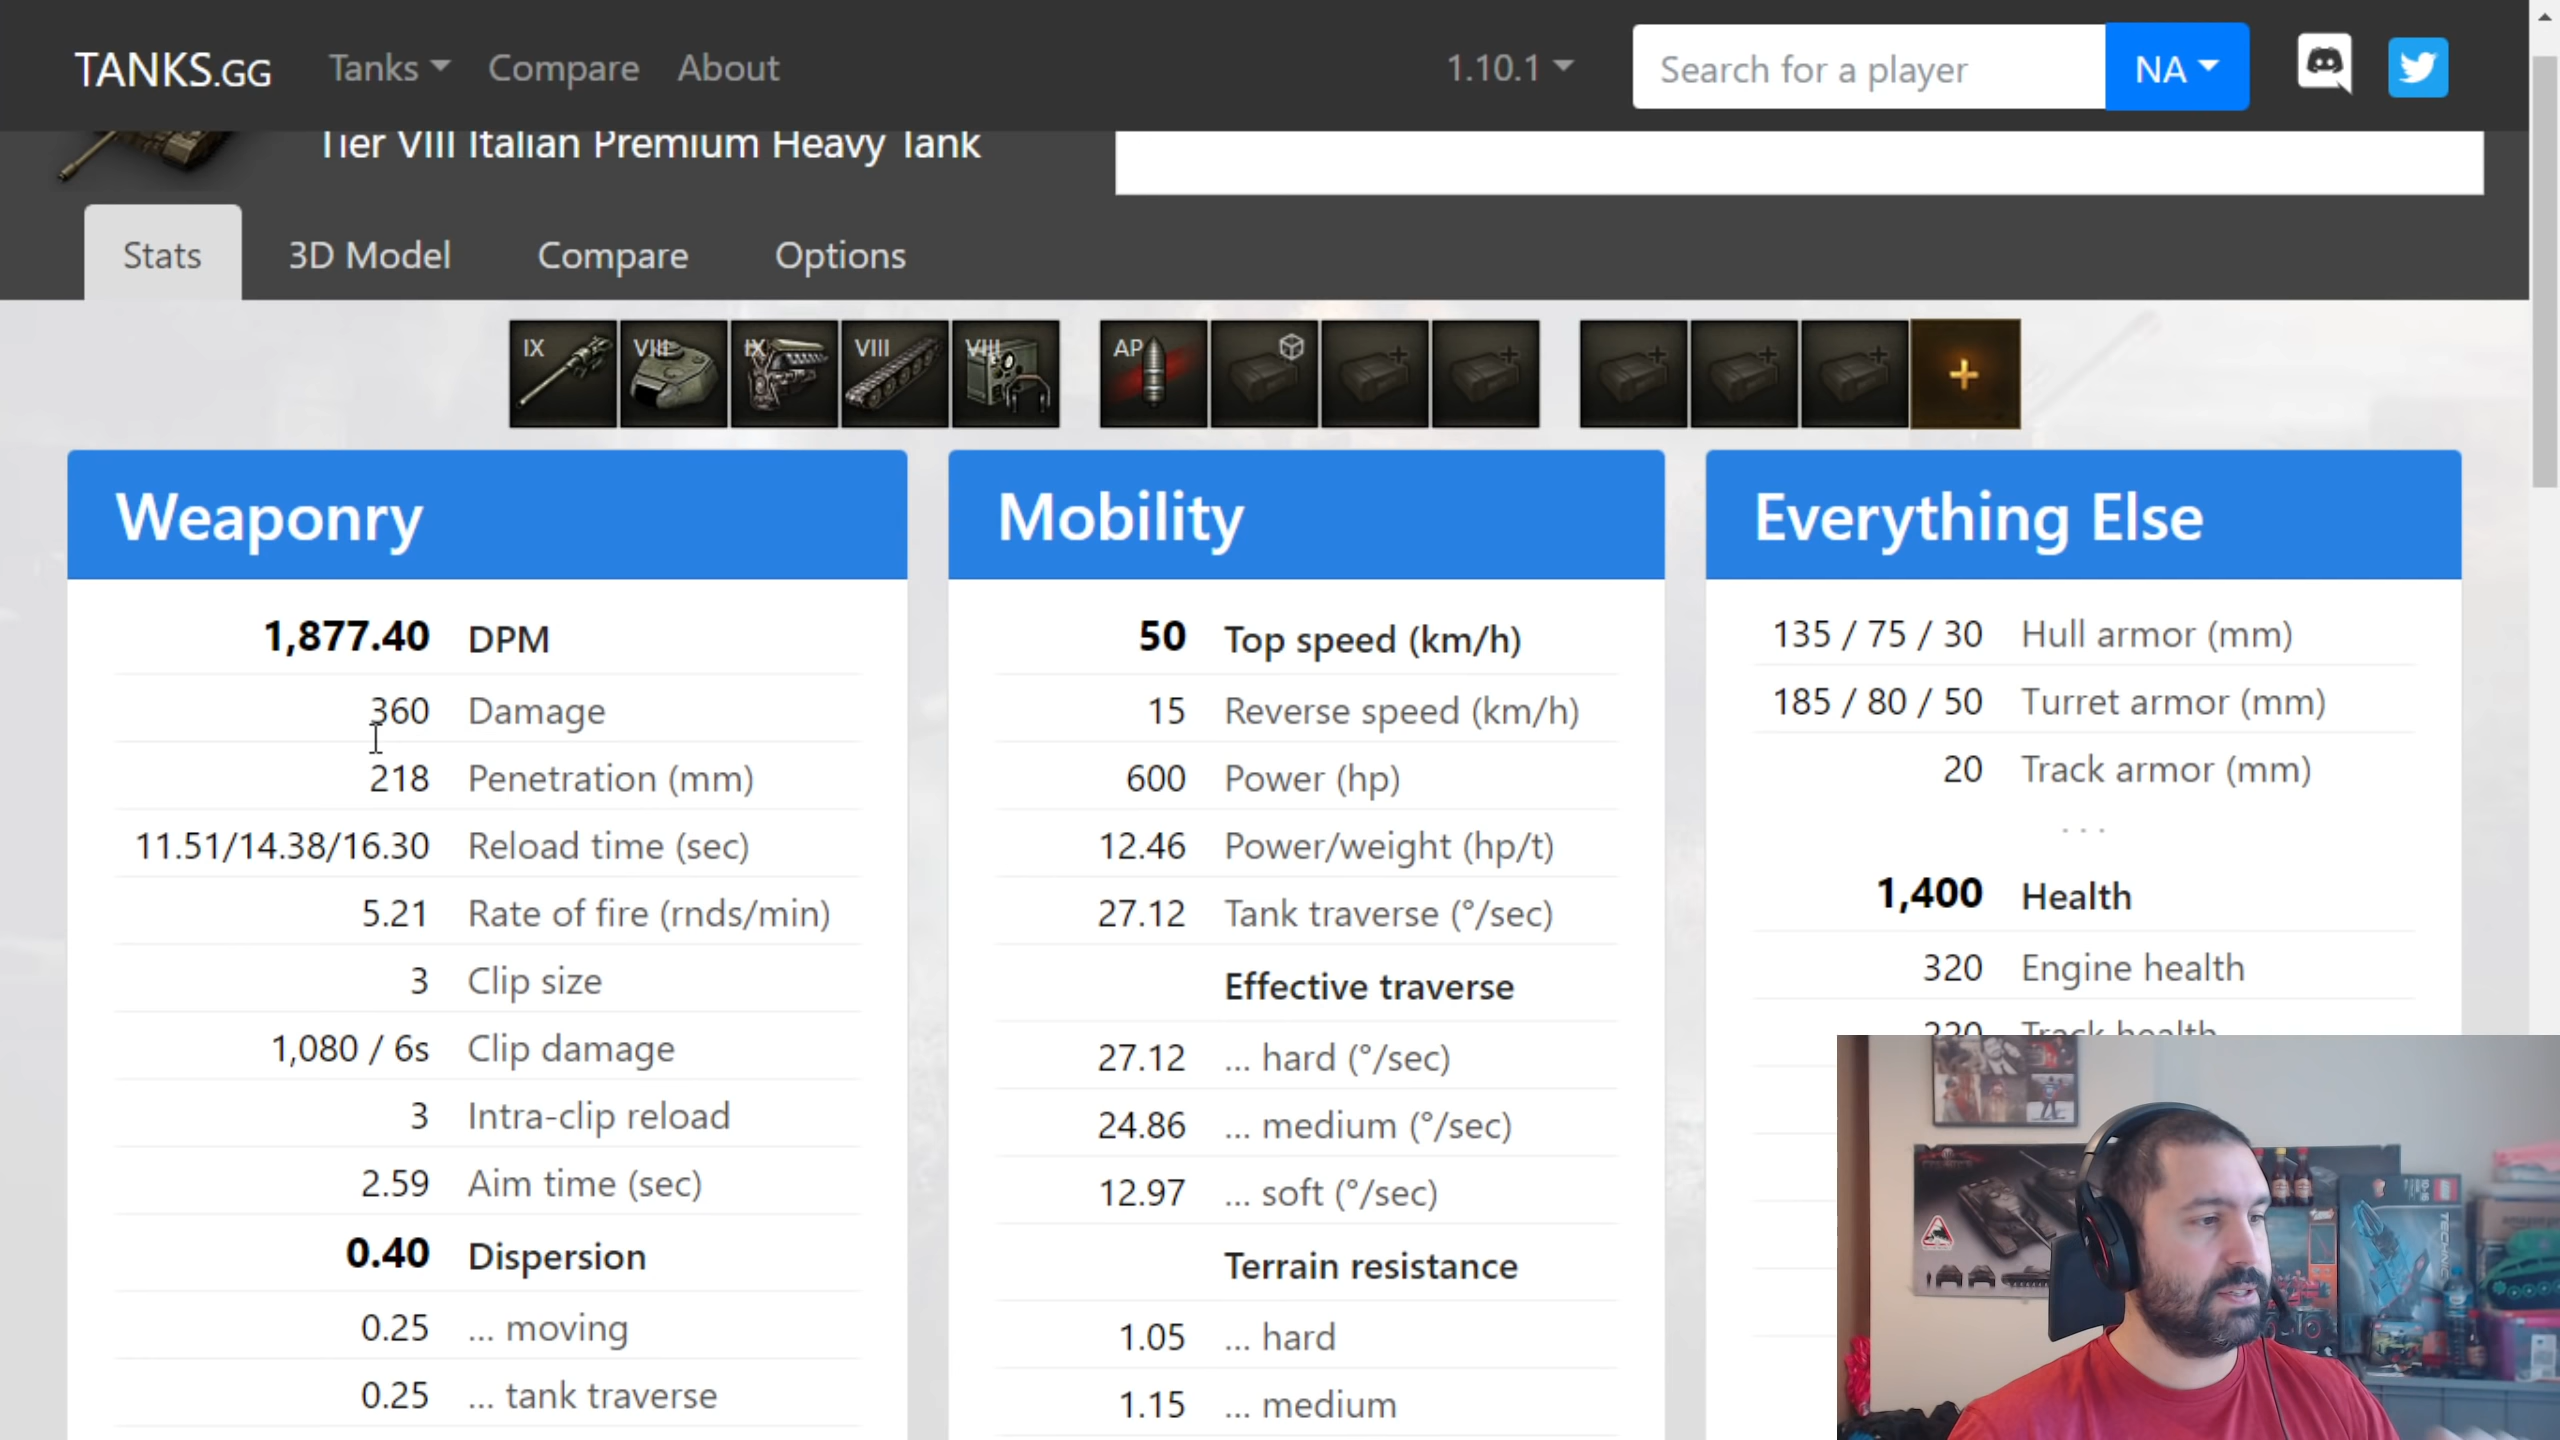 TANKS.GG Tanks Compare About 1.10.1 Search for a player NA
Tier VIII Italian Premium Heavy Tank
Stats 3D Model Compare Options
IX VIII IX VIII VIII AP
Weaponry
1,877.40 DPM
360 Damage
218 Penetration (mm)
11.51/14.38/16.30 Reload time (sec)
5.21 Rate of fire (rnds/min)
3 Clip size
1,080 / 6s Clip damage
3 Intra-clip reload
2.59 Aim time (sec)
0.40 Dispersion
0.25 ... moving
0.25 ... tank traverse
Mobility
50 Top speed (km/h)
15 Reverse speed (km/h)
600 Power (hp)
12.46 Power/weight (hp/t)
27.12 Tank traverse (°/sec)
Effective traverse
27.12 ... hard (°/sec)
24.86 ... medium (°/sec)
12.97 ... soft (°/sec)
Terrain resistance
1.05 ... hard
1.15 ... medium
Everything Else
135 / 75 / 30 Hull armor (mm)
185 / 80 / 50 Turret armor (mm)
20 Track armor (mm)
...
1,400 Health
320 Engine health
Track health
LEGO
TECHNIC